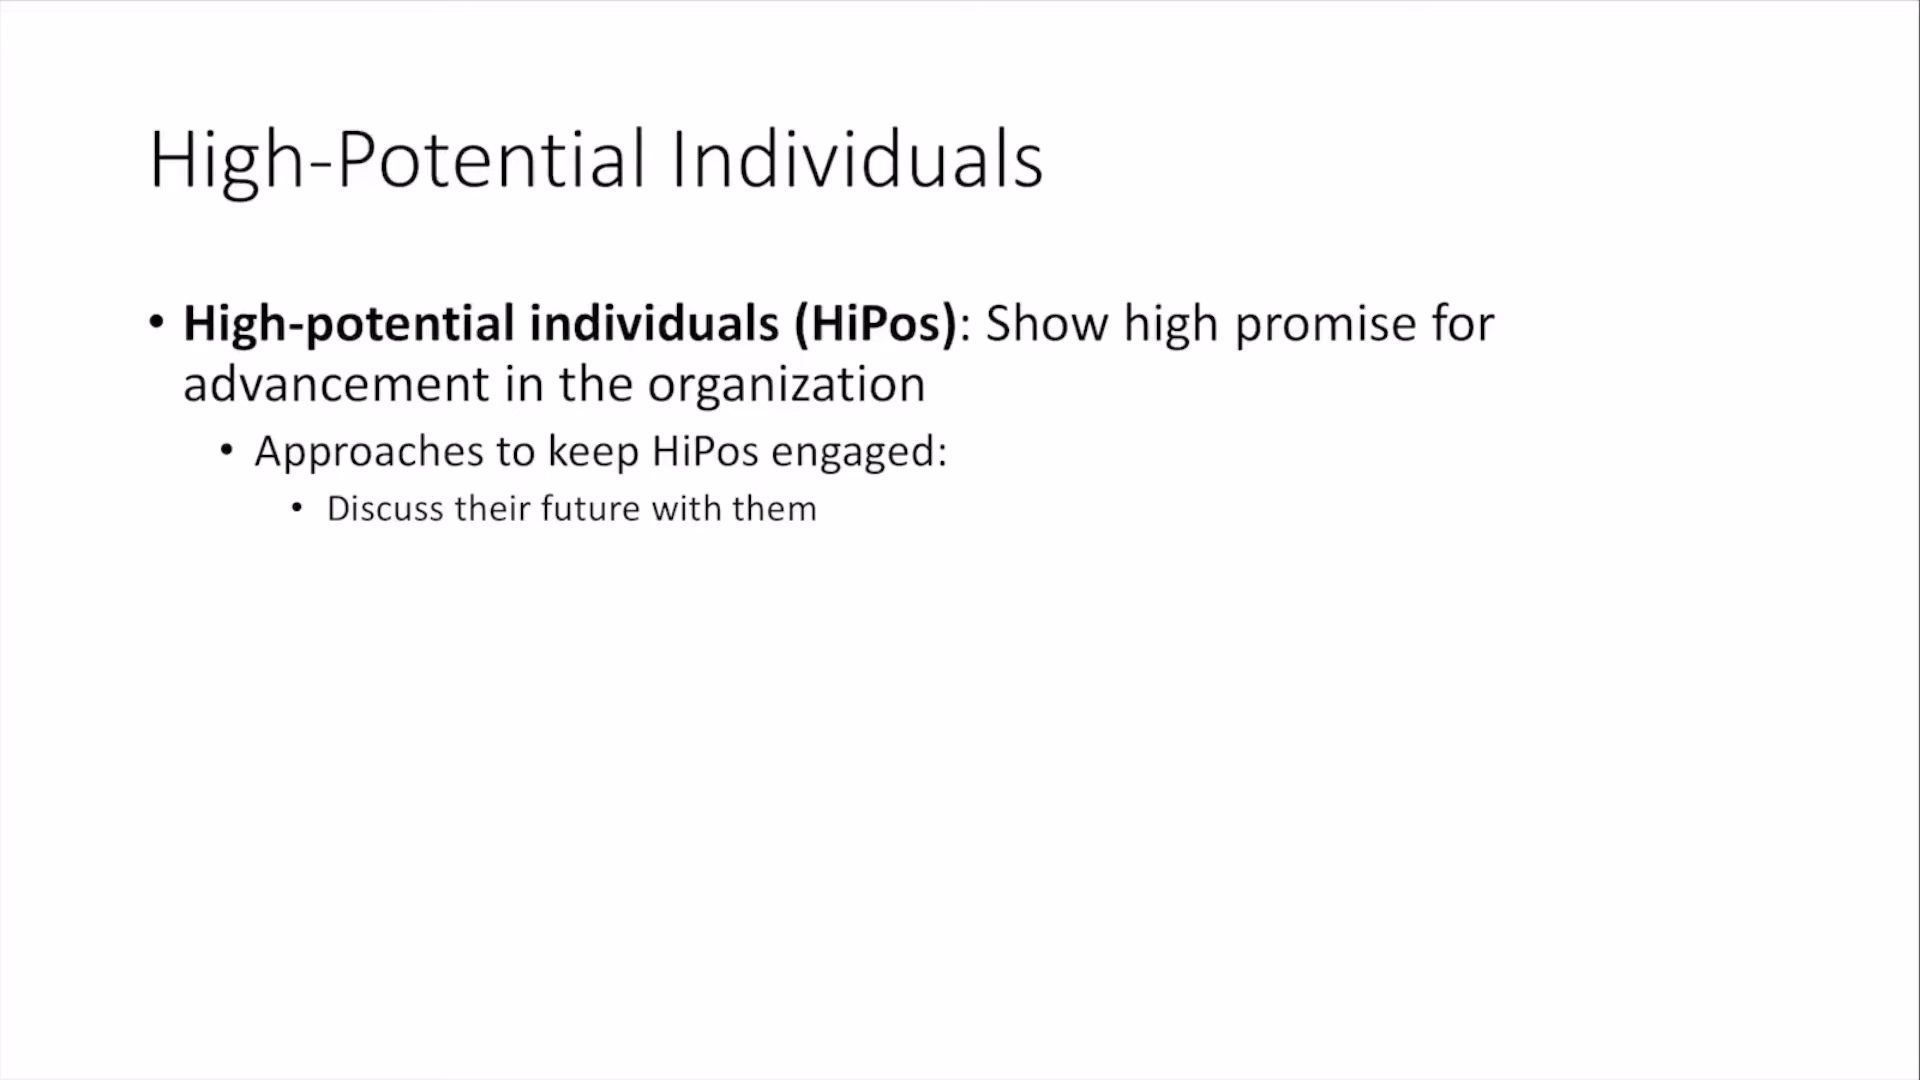 High-Potential Individuals
• High-potential individuals (HiPos): Show high promise for
advancement in the organization
• Approaches to keep HiPos engaged:
• Discuss their future with them